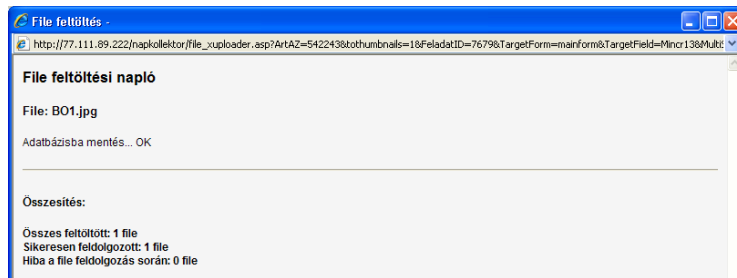 File feltöltés -
http://77.111.89.222/napkollektor/file_xuploader.asp?ArtAZ=542243&tothumbnails=1&FeladatID=7679&TargetForm=mainform&TargetField=Mincr13&Multi
File feltöltési napló
File: BO1.jpg
Adatbázisba mentés... OK
Összesítés:
Összes feltöltött: 1 file
Sikeresen feldolgozott: 1 file
Hiba a file feldolgozás során: 0 file